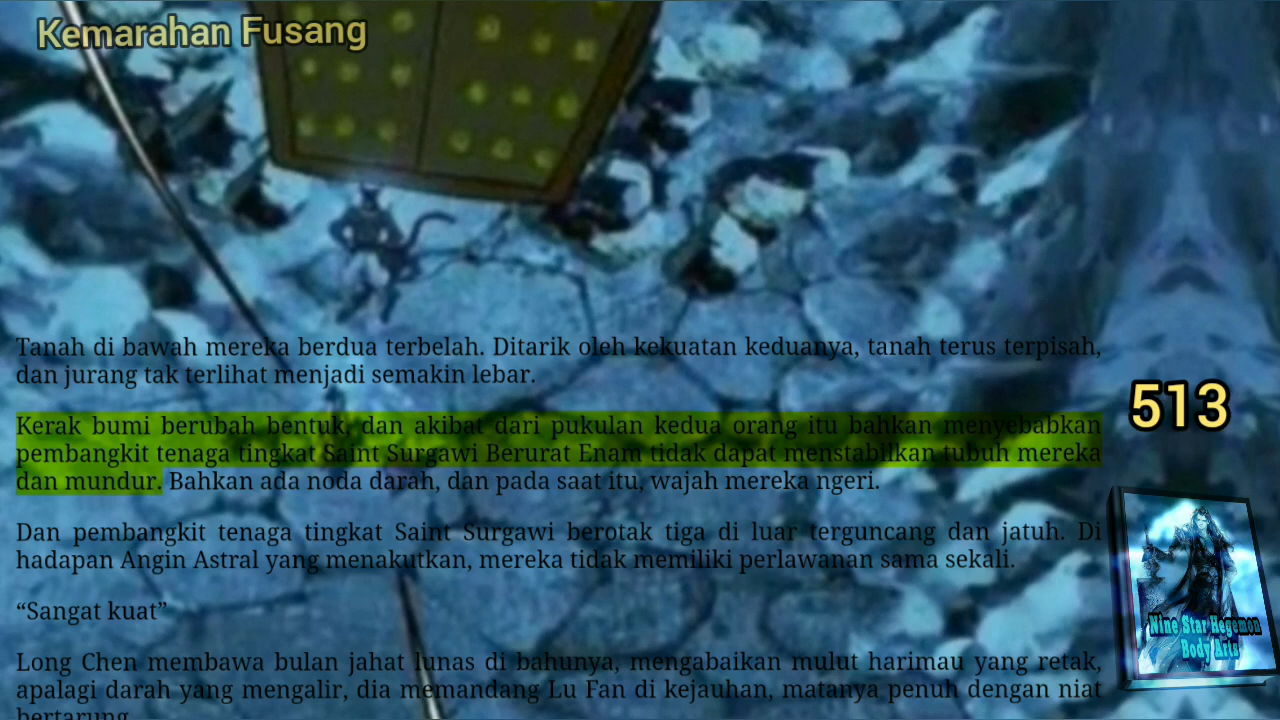 Kemarahan Fusang
Tanah di bawah mereka berdua terbelah. Ditarik oleh kekuatan keduanya, tanah terus terpisah,
dan jurang tak terlihat menjadi semakin lebar.
Kerak bumi berubah bentuk, dan akibat dari pukulan kedua orang itu bahkan menyebabkan
pembangkit tenaga tingkat Saint Surgawi Berurat Enam tidak dapat menstabilkan tubuh mereka
dan mundur. Bahkan ada noda darah, dan pada saat itu, wajah mereka ngeri.
Dan pembangkit tenaga tingkat Saint Surgawi berotak tiga di luar terguncang dan jatuh. Di
hadapan Angin Astral yang menakutkan, mereka tidak memiliki perlawanan sama sekali.
“Sangat kuat”
Long Chen membawa bulan jahat lunas di bahunya, mengabaikan mulut harimau yang retak,
apalagi darah yang mengalir, dia memandang Lu Fan di kejauhan, matanya penuh dengan niat
bertarung
513
Nine Star Hegemon
Body Arts